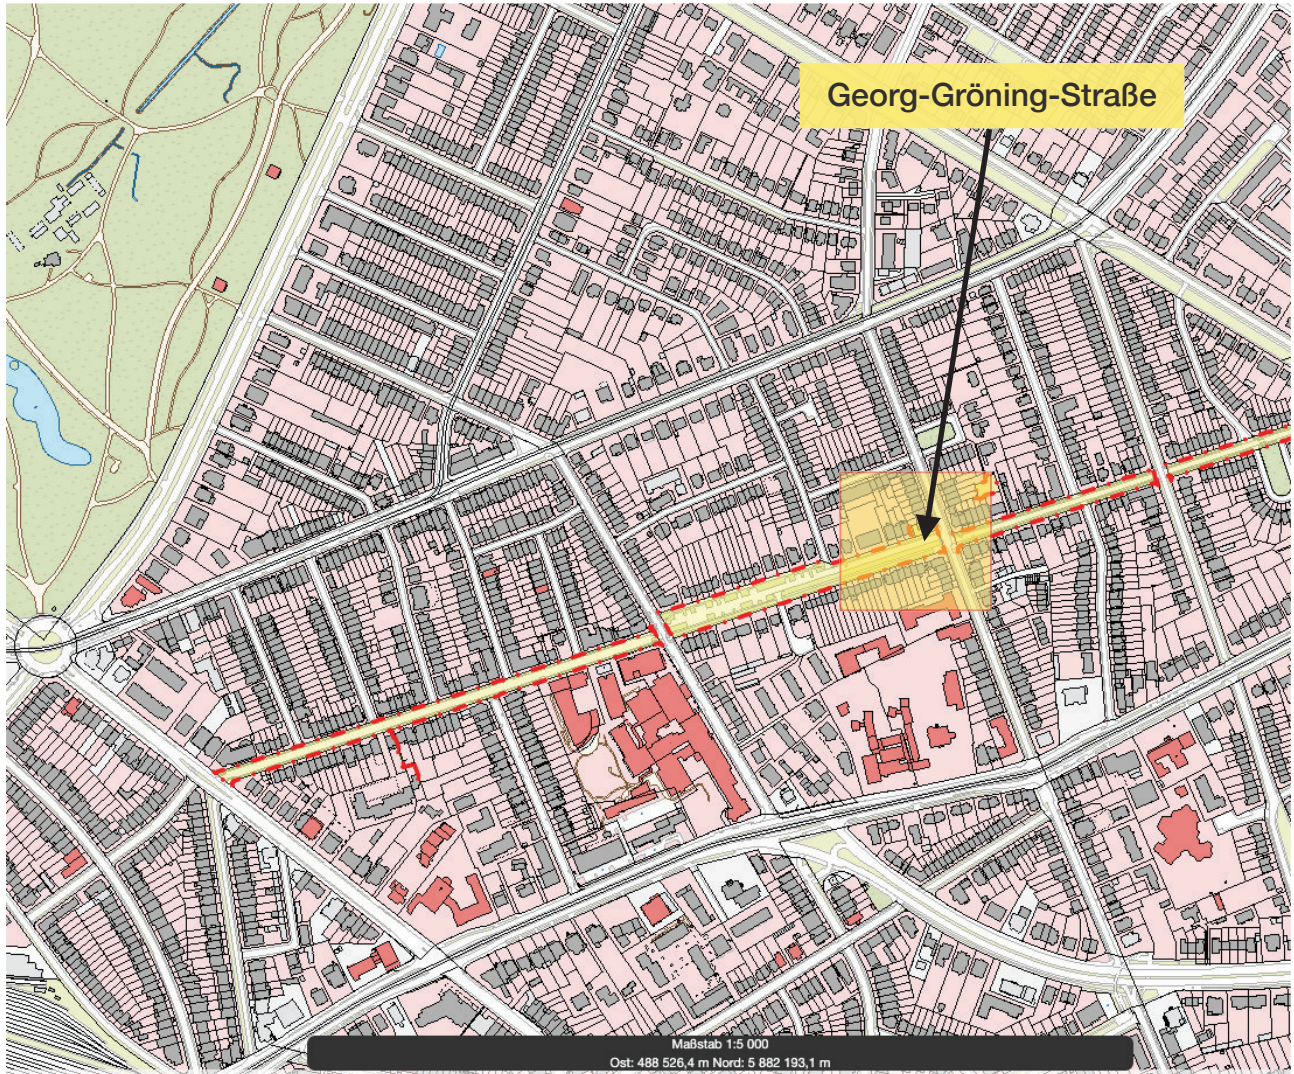 Georg-Gröning-Straße
Maßstab 1:5 000
Ost: 488 526,4 m Nord: 5 882 193,1 m